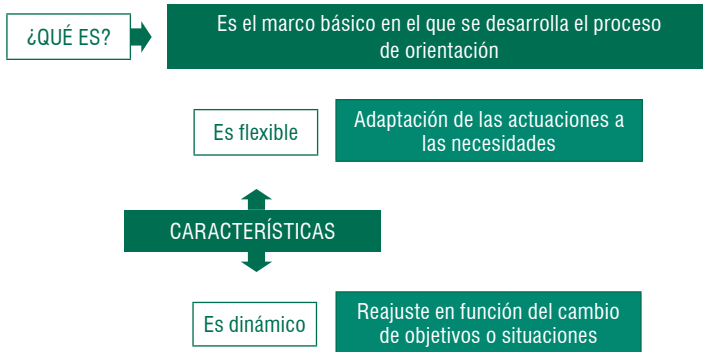 ¿QUÉ ES?
Es el marco básico en el que se desarrolla el proceso
de orientación
Es flexible
Adaptación de las actuaciones a
las necesidades
CARACTERÍSTICAS
Es dinámico
Reajuste en función del cambio
de objetivos o situaciones